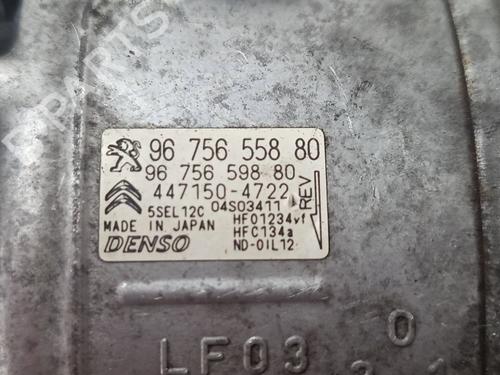 96 756 558 80
96 756 598 80
447150-4722
5SEL12C 04S03411
REV
MADE IN JAPAN HF01234yf
HFC134a
DENSO ND-OIL12
0
LF03